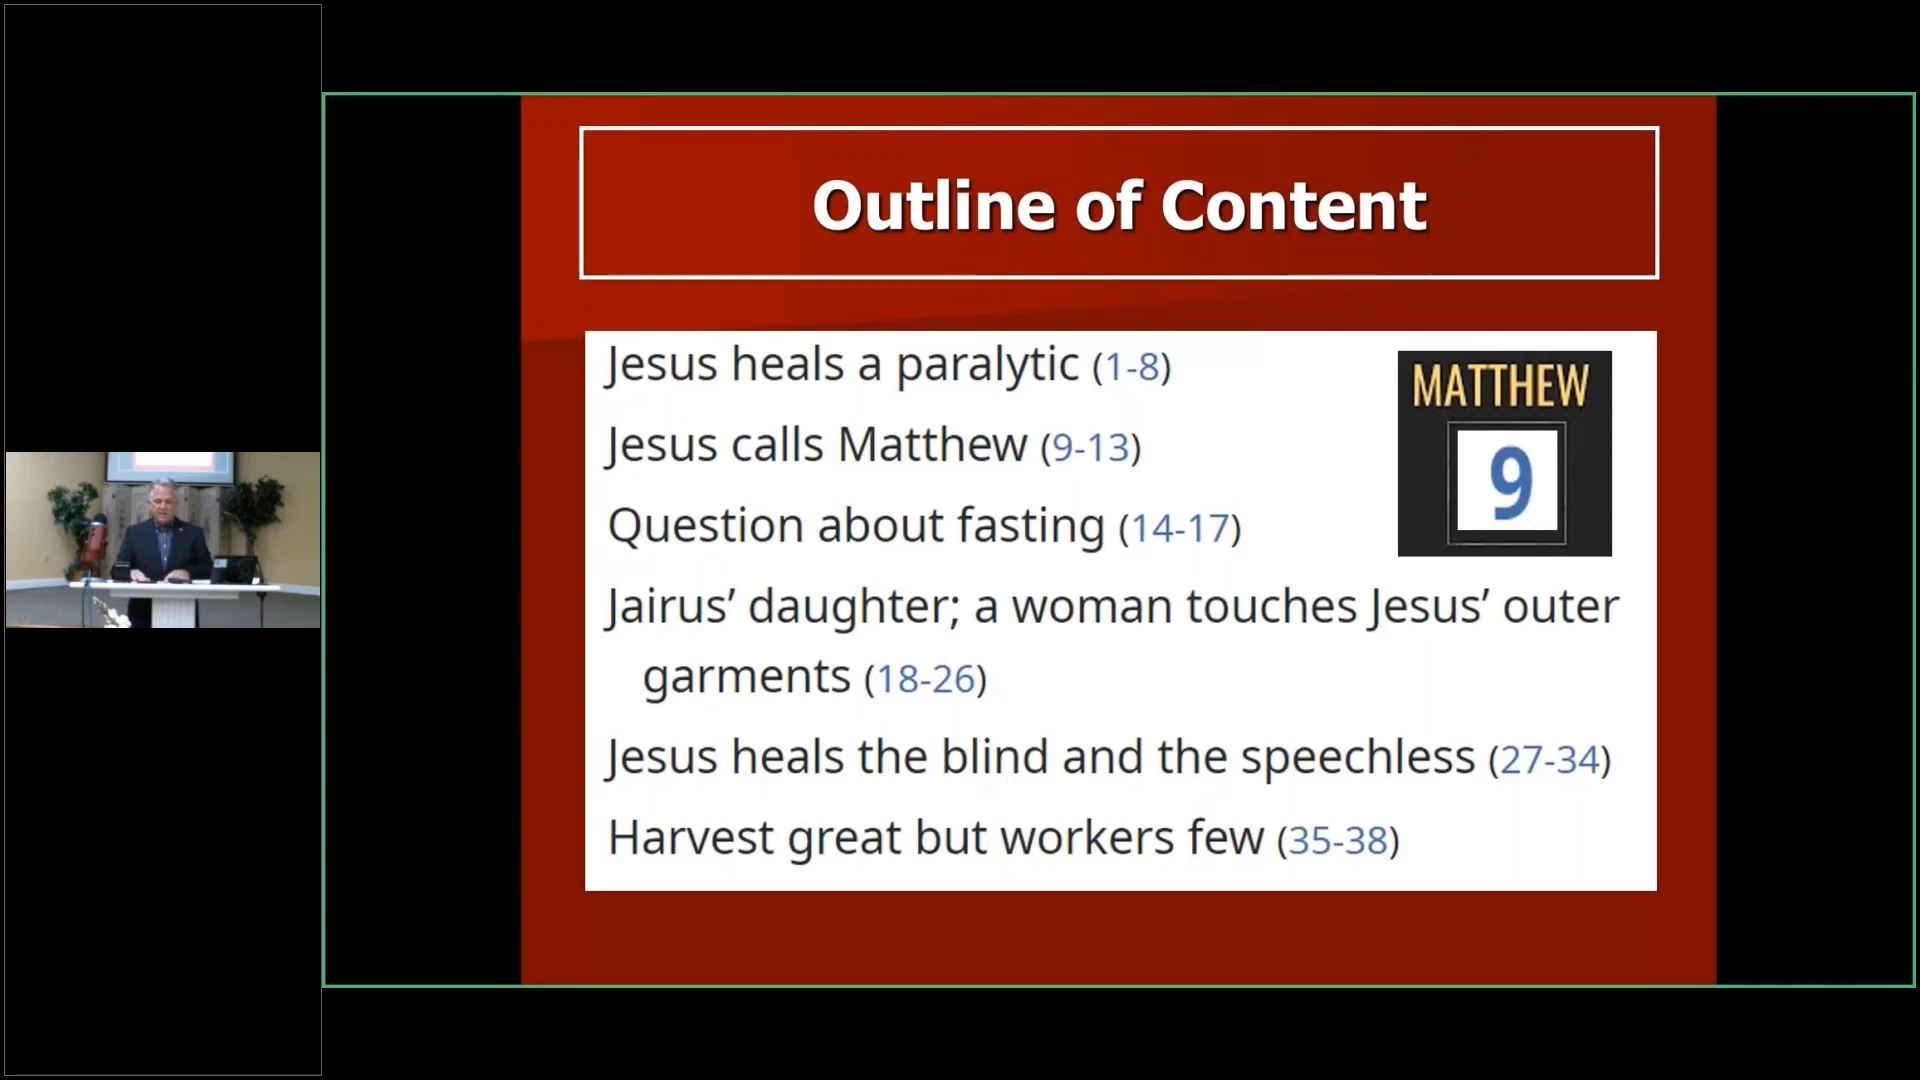 Outline of Content
Jesus heals a paralytic (1-8)
Jesus calls Matthew (9-13)
Question about fasting (14-17)
Jairus’ daughter; a woman touches Jesus’ outer
garments (18-26)
Jesus heals the blind and the speechless (27-34)
Harvest great but workers few (35-38)
MATTHEW
9